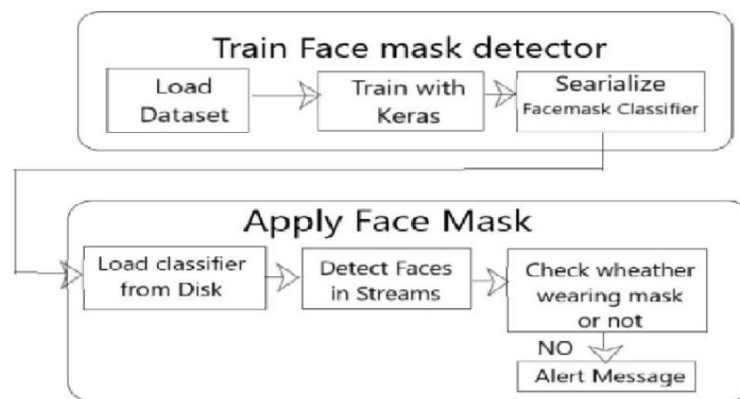 Train Face mask detector
Load
Dataset
Train with
Keras
Searialize
Facemask Classifier
Apply Face Mask
Load classifier
from Disk
Detect Faces
in Streams
Check wheather
wearing mask
or not
NO
Alert Message